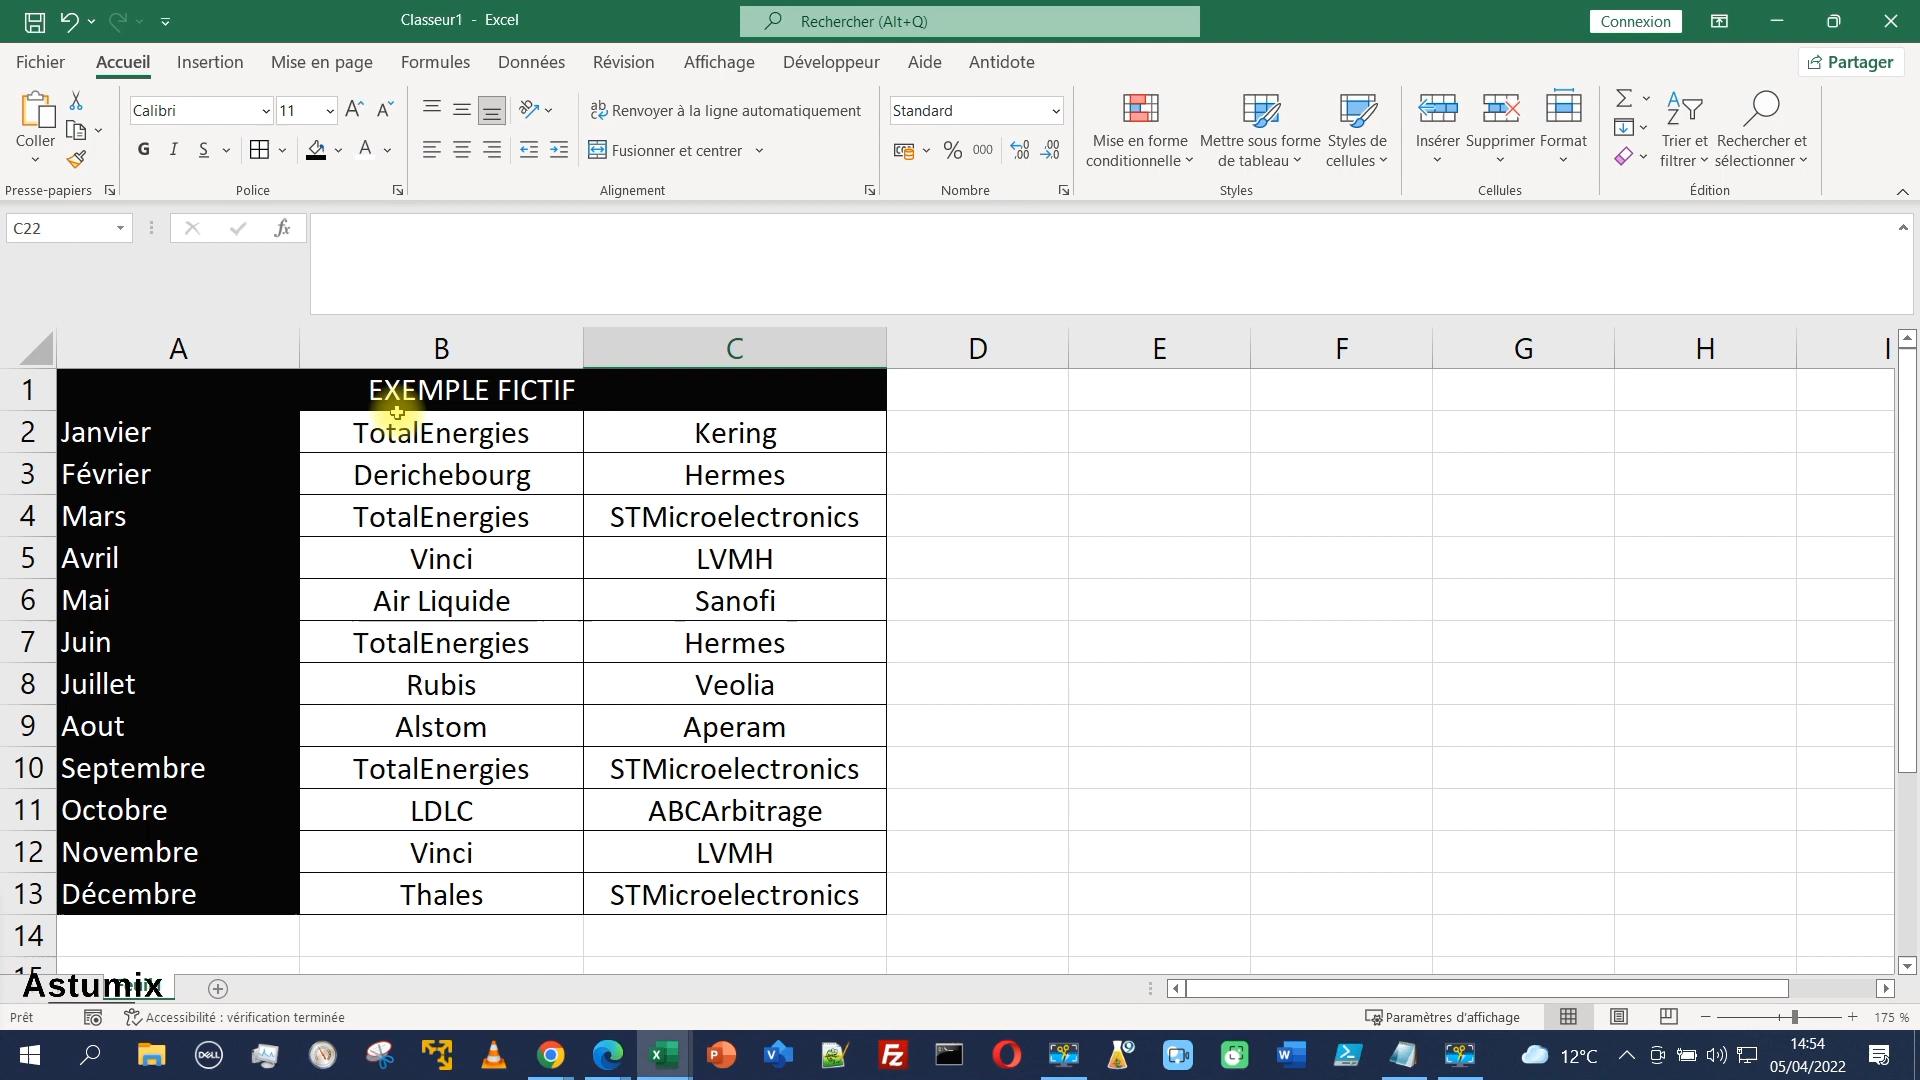 Classeur1 - Excel
Rechercher (Alt+Q)
Connexion
Fichier Accueil Insertion Mise en page Formules Données Révision Affichage Développeur Aide Antidote
Partager
Coller
Calibri 11
Renvoyer à la ligne automatiquement
Standard
G I S
A
Fusionner et centrer
% 000
Mise en forme conditionnelle
Mettre sous forme de tableau
Styles de cellules
Insérer Supprimer Format
Trier et filtrer
Rechercher et sélectionner
Presse-papiers Police Alignement Nombre Styles Cellules Édition
C22
fx
A B C D E F G H I
1 EXEMPLE FICTIF
2 Janvier TotalEnergies Kering
3 Février Derichebourg Hermes
4 Mars TotalEnergies STMicroelectronics
5 Avril Vinci LVMH
6 Mai Air Liquide Sanofi
7 Juin TotalEnergies Hermes
8 Juillet Rubis Veolia
9 Aout Alstom Aperam
10 Septembre TotalEnergies STMicroelectronics
11 Octobre LDLC ABCArbitrage
12 Novembre Vinci LVMH
13 Décembre Thales STMicroelectronics
14
15
Astumix
Prêt
Accessibilité : vérification terminée
Paramètres d'affichage
175 %
DELL
12°C
14:54
05/04/2022